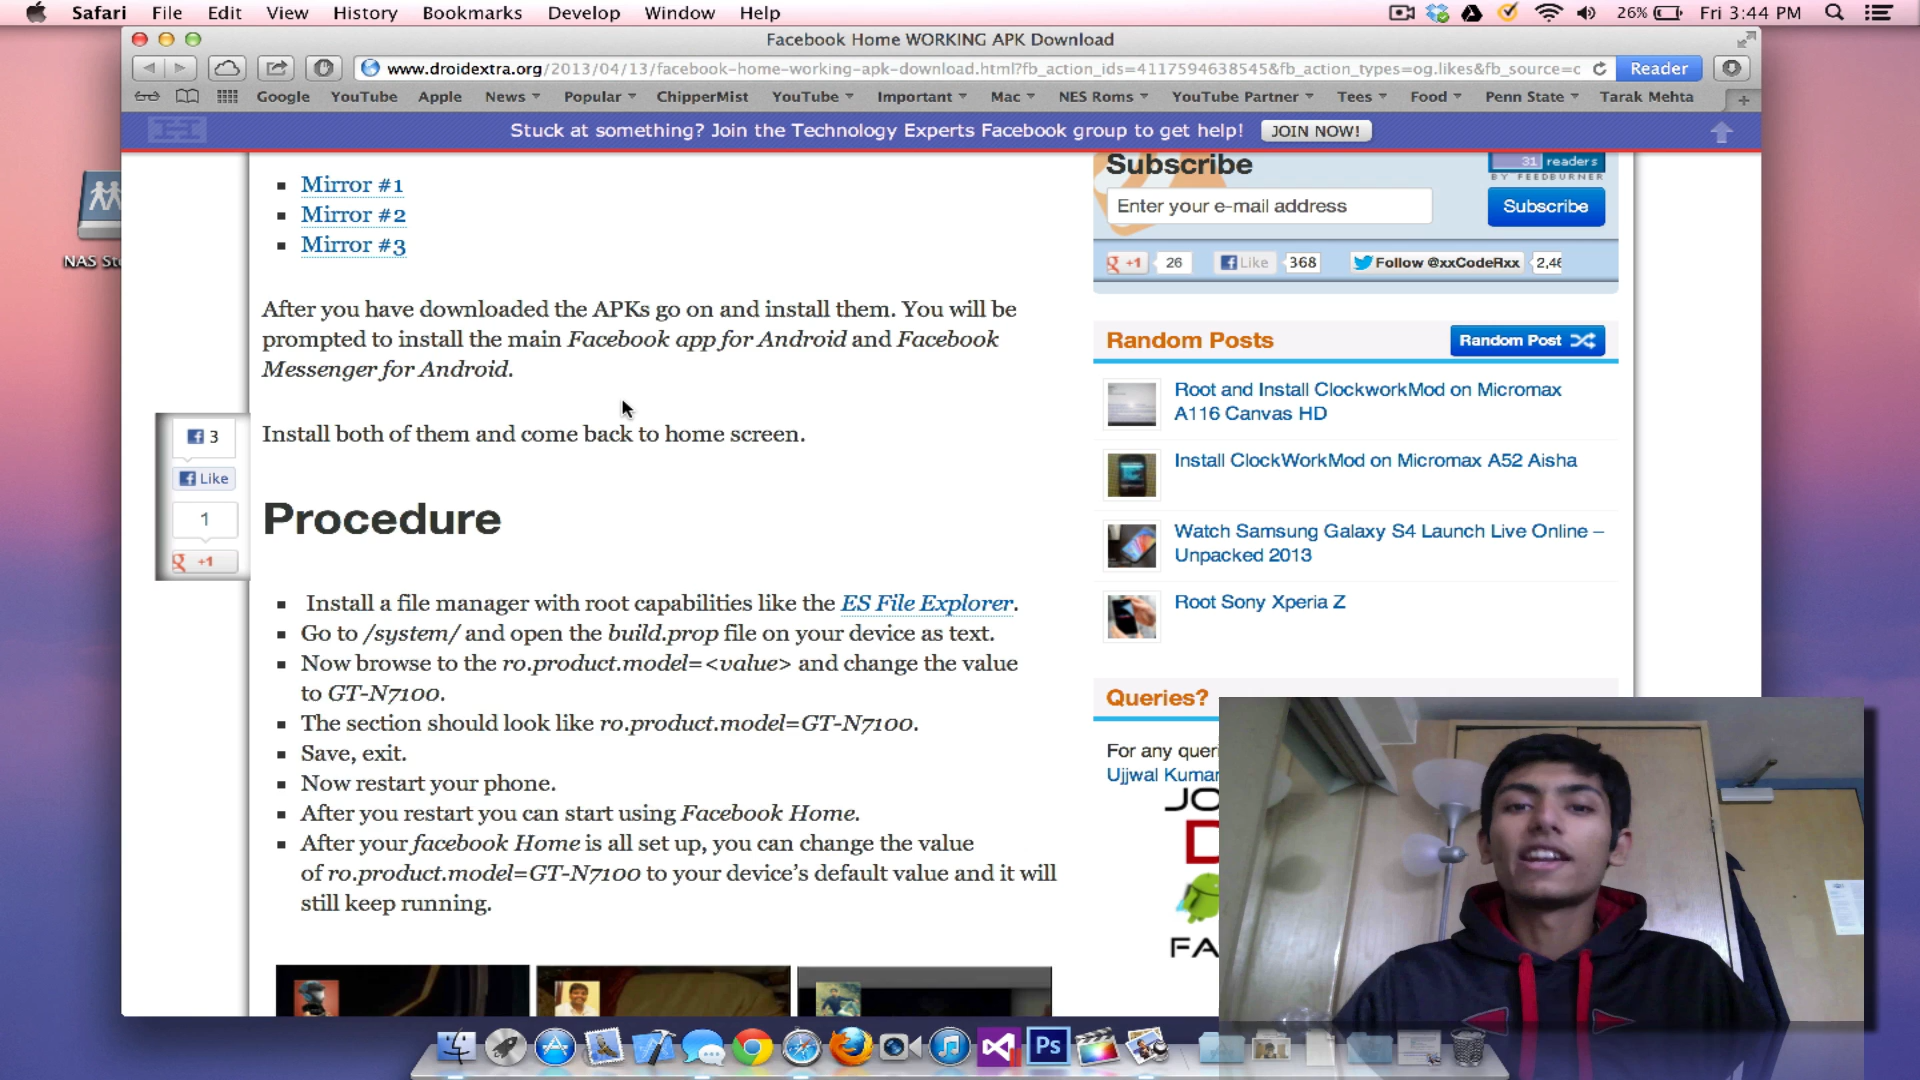 Safari File Edit View History Bookmarks Develop Window Help 26% Fri 3:44 PM
Facebook Home WORKING APK Download
www.droidextra.org/2013/04/13/facebook-home-working-apk-download.html?fb_action_ids=4117594638545&fb_action_types=og.likes&fb_source=c Reader
Google YouTube Apple News Popular ChipperMist YouTube Important Mac NES Roms YouTube Partner Tees Food Penn State Tarak Mehta
Stuck at something? Join the Technology Experts Facebook group to get help! JOIN NOW!
NAS St
Mirror #1
Mirror #2
Mirror #3
After you have downloaded the APKs go on and install them. You will be
prompted to install the main Facebook app for Android and Facebook
Messenger for Android.
Install both of them and come back to home screen.
3
Like
1
+1
Procedure
Install a file manager with root capabilities like the ES File Explorer.
Go to /system/ and open the build.prop file on your device as text.
Now browse to the ro.product.model=<value> and change the value
to GT-N7100.
The section should look like ro.product.model=GT-N7100.
Save, exit.
Now restart your phone.
After you restart you can start using Facebook Home.
After your facebook Home is all set up, you can change the value
of ro.product.model=GT-N7100 to your device's default value and it will
still keep running.
Subscribe
31 readers
BY FEEDBURNER
Enter your e-mail address Subscribe
+1 26 Like 368 Follow @xxCodeRxx 2,46
Random Posts Random Post
Root and Install ClockworkMod on Micromax
A116 Canvas HD
Install ClockWorkMod on Micromax A52 Aisha
Watch Samsung Galaxy S4 Launch Live Online –
Unpacked 2013
Root Sony Xperia Z
Queries?
For any queri
Ujjwal Kumar
JO
D
FA
Ps